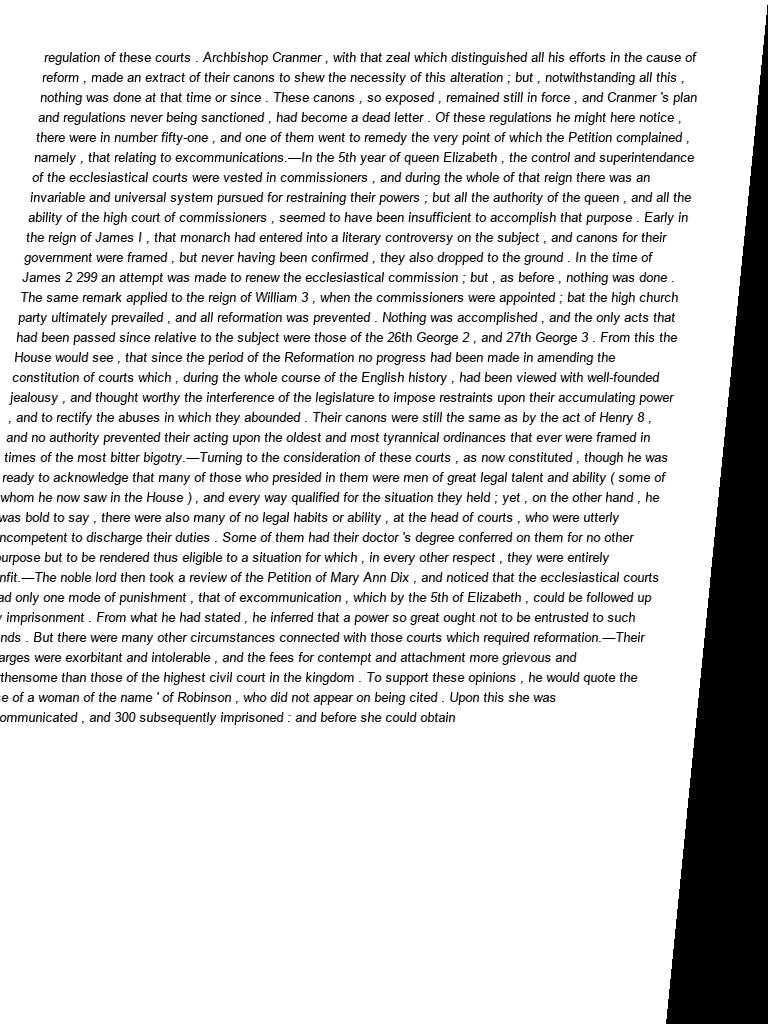 regulation of these courts . Archbishop Cranmer , with that zeal which distinguished all his efforts in the cause of
reform , made an extract of their canons to shew the necessity of this alteration ; but , notwithstanding all this ,
nothing was done at that time or since . These canons , so exposed , remained still in force , and Cranmer 's plan
and regulations never being sanctioned , had become a dead letter . Of these regulations he might here notice ,
there were in number fifty-one , and one of them went to remedy the very point of which the Petition complained ,
namely , that relating to excommunications.—In the 5th year of queen Elizabeth , the control and superintendance
of the ecclesiastical courts were vested in commissioners , and during the whole of that reign there was an
invariable and universal system pursued for restraining their powers ; but all the authority of the queen , and all the
ability of the high court of commissioners , seemed to have been insufficient to accomplish that purpose . Early in
the reign of James I , that monarch had entered into a literary controversy on the subject , and canons for their
government were framed , but never having been confirmed , they also dropped to the ground . In the time of
James 2 299 an attempt was made to renew the ecclesiastical commission ; but , as before , nothing was done .
The same remark applied to the reign of William 3 , when the commissioners were appointed ; bat the high church
party ultimately prevailed , and all reformation was prevented . Nothing was accomplished , and the only acts that
had been passed since relative to the subject were those of the 26th George 2 , and 27th George 3 . From this the
House would see , that since the period of the Reformation no progress had been made in amending the
constitution of courts which , during the whole course of the English history , had been viewed with well-founded
jealousy , and thought worthy the interference of the legislature to impose restraints upon their accumulating power
, and to rectify the abuses in which they abounded . Their canons were still the same as by the act of Henry 8 ,
and no authority prevented their acting upon the oldest and most tyrannical ordinances that ever were framed in
times of the most bitter bigotry.—Turning to the consideration of these courts , as now constituted , though he was
ready to acknowledge that many of those who presided in them were men of great legal talent and ability ( some of
whom he now saw in the House ) , and every way qualified for the situation they held ; yet , on the other hand , he
was bold to say , there were also many of no legal habits or ability , at the head of courts , who were utterly
ncompetent to discharge their duties . Some of them had their doctor 's degree conferred on them for no other
urpose but to be rendered thus eligible to a situation for which , in every other respect , they were entirely
nfit.—The noble lord then took a review of the Petition of Mary Ann Dix , and noticed that the ecclesiastical courts
ad only one mode of punishment , that of excommunication , which by the 5th of Elizabeth , could be followed up
y imprisonment . From what he had stated , he inferred that a power so great ought not to be entrusted to such
nds . But there were many other circumstances connected with those courts which required reformation.—Their
arges were exorbitant and intolerable , and the fees for contempt and attachment more grievous and
rthensome than those of the highest civil court in the kingdom . To support these opinions , he would quote the
se of a woman of the name ' of Robinson , who did not appear on being cited . Upon this she was
ommunicated , and 300 subsequently imprisoned : and before she could obtain